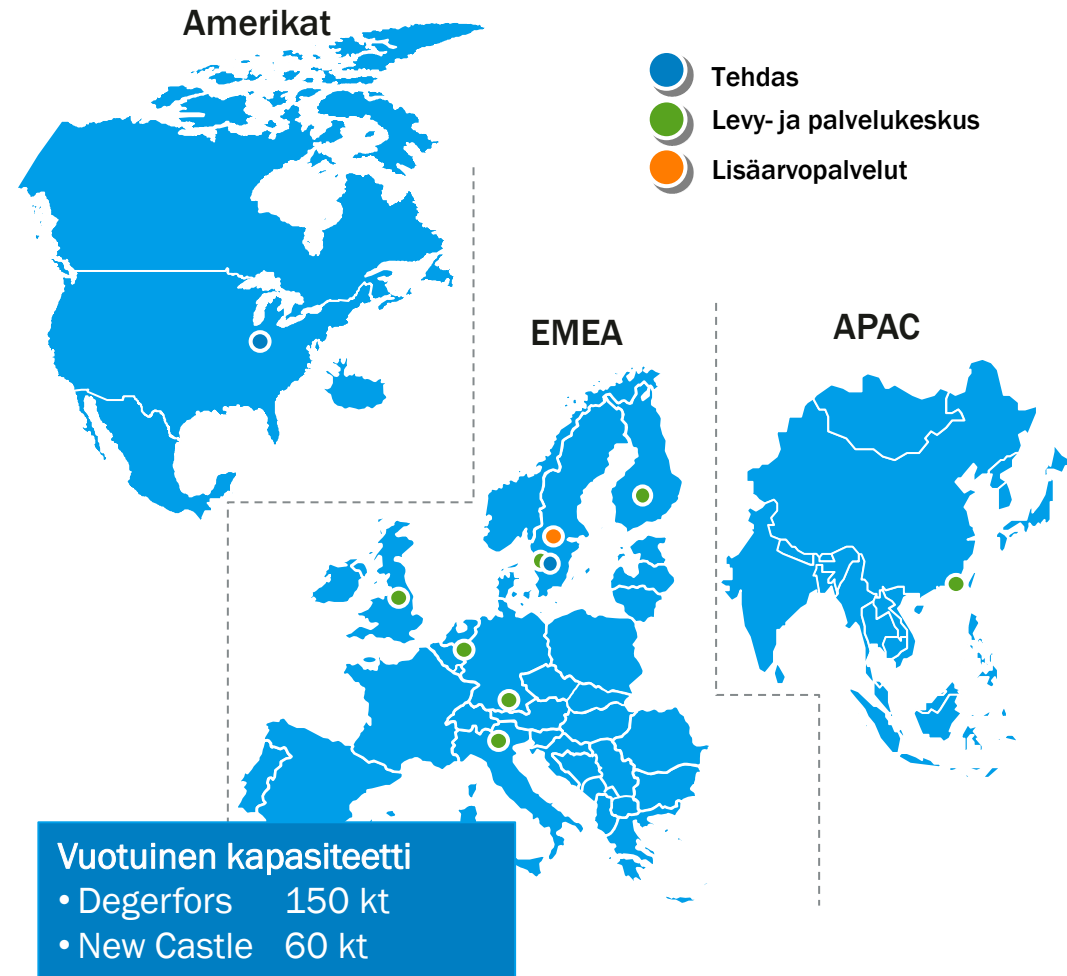 Amerikat
Tehdas
Levy- ja palvelukeskus
Lisäarvopalvelut
EMEA
APAC
Vuotuinen kapasiteetti
• Degerfors 150 kt
• New Castle 60 kt